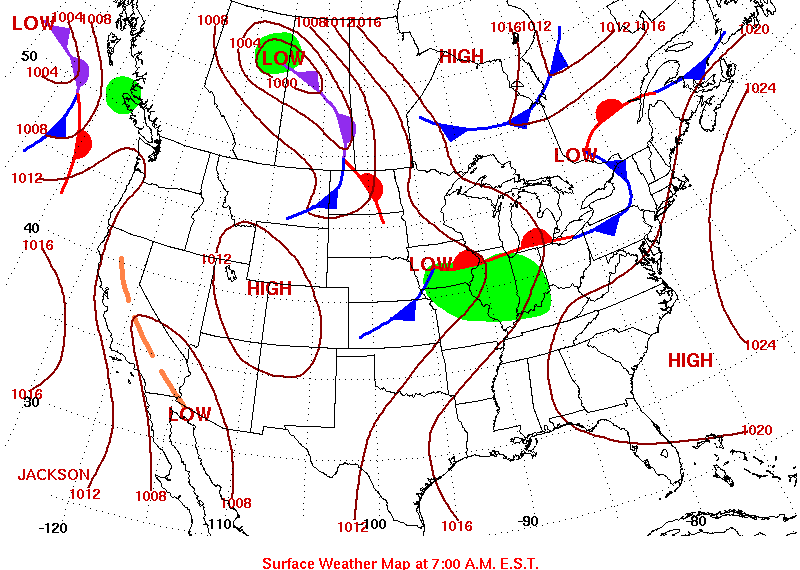 1008 1008 1012 1016 1016 1012 1012 1016 1020
LOW 1004 1008
1004 HIGH
50 LOW
1004 1000 1024
1008
LOW
1012
40
1016 1012 LOW
HIGH
1024
HIGH
1016
30 LOW
1020
JACKSON
1012 1008 1008
-120 -110 1012 -100 1016 -90 -80
Surface Weather Map at 7:00 A.M. E.S.T.